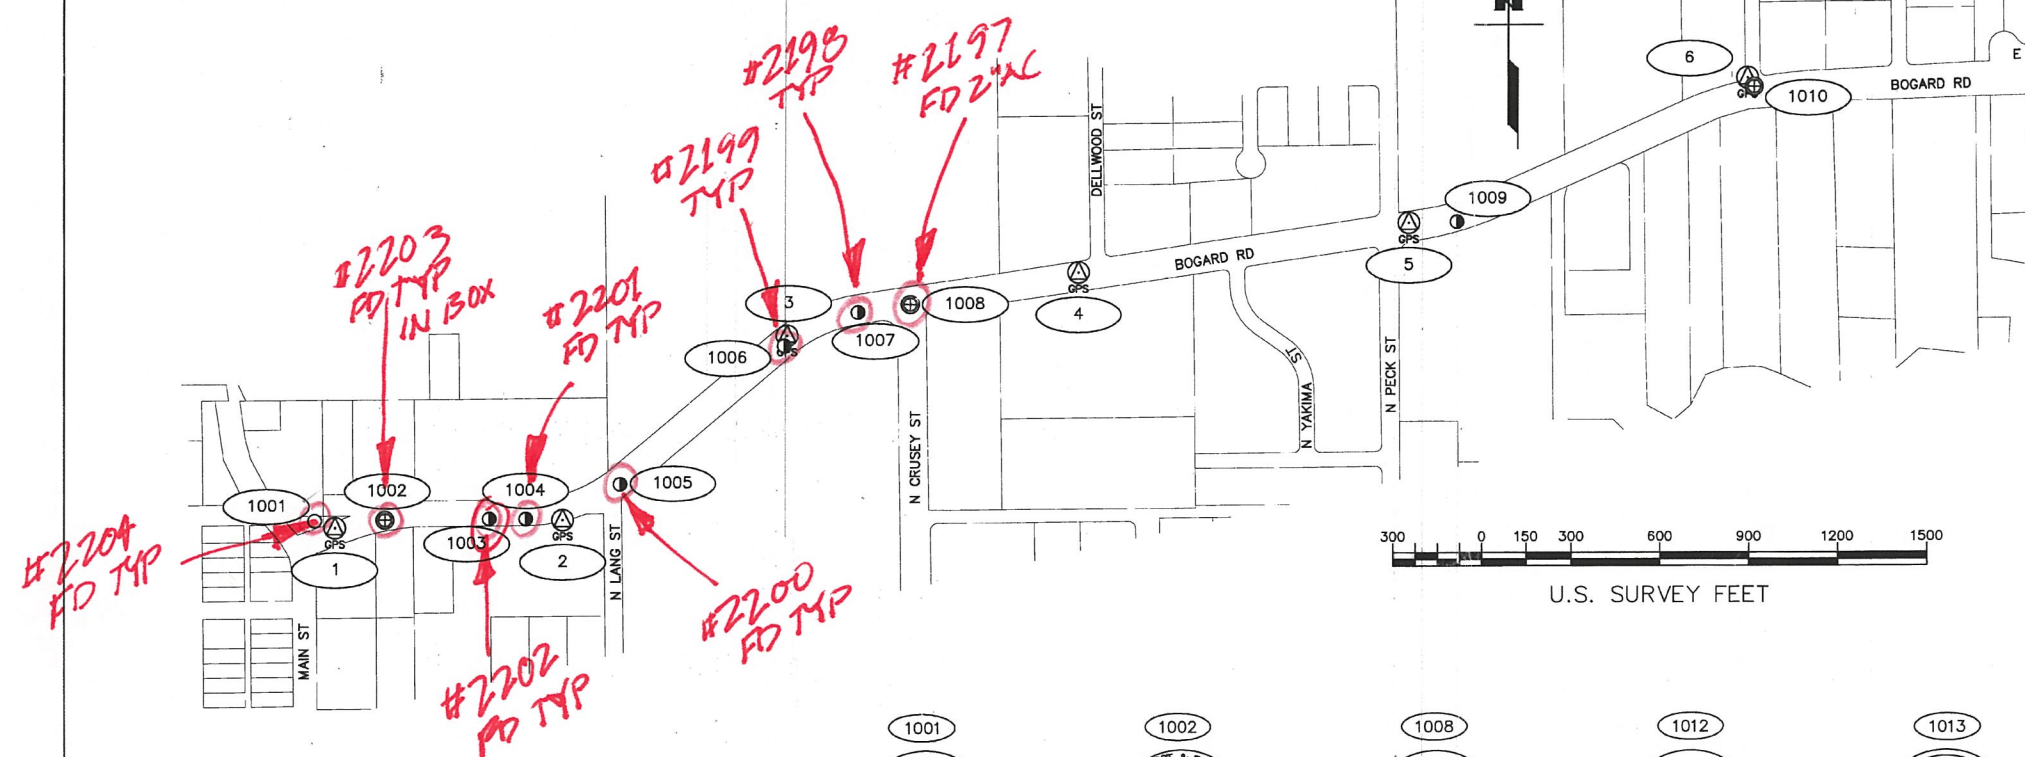 N
#2198
TYP
#2197
FD 2" AC
#2199
TYP
6
GPS
1010
BOGARD RD
E
DELLWOOD ST
1009
GPS
5
#2203
FD TYP
IN BOX
#2201
FD TYP
3
GPS
1006
1007
1008
GPS
4
BOGARD RD
N YAKIMA
ST
N PECK ST
N CRUSEY ST
1001
1002
1004
1005
1003
GPS
1
GPS
2
N LANG ST
MAIN ST
#2204
FD TYP
#2200
FD TYP
#2202
FD TYP
300 0 150 300 600 900 1200 1500
U.S. SURVEY FEET
1001
1002
1008
1012
1013